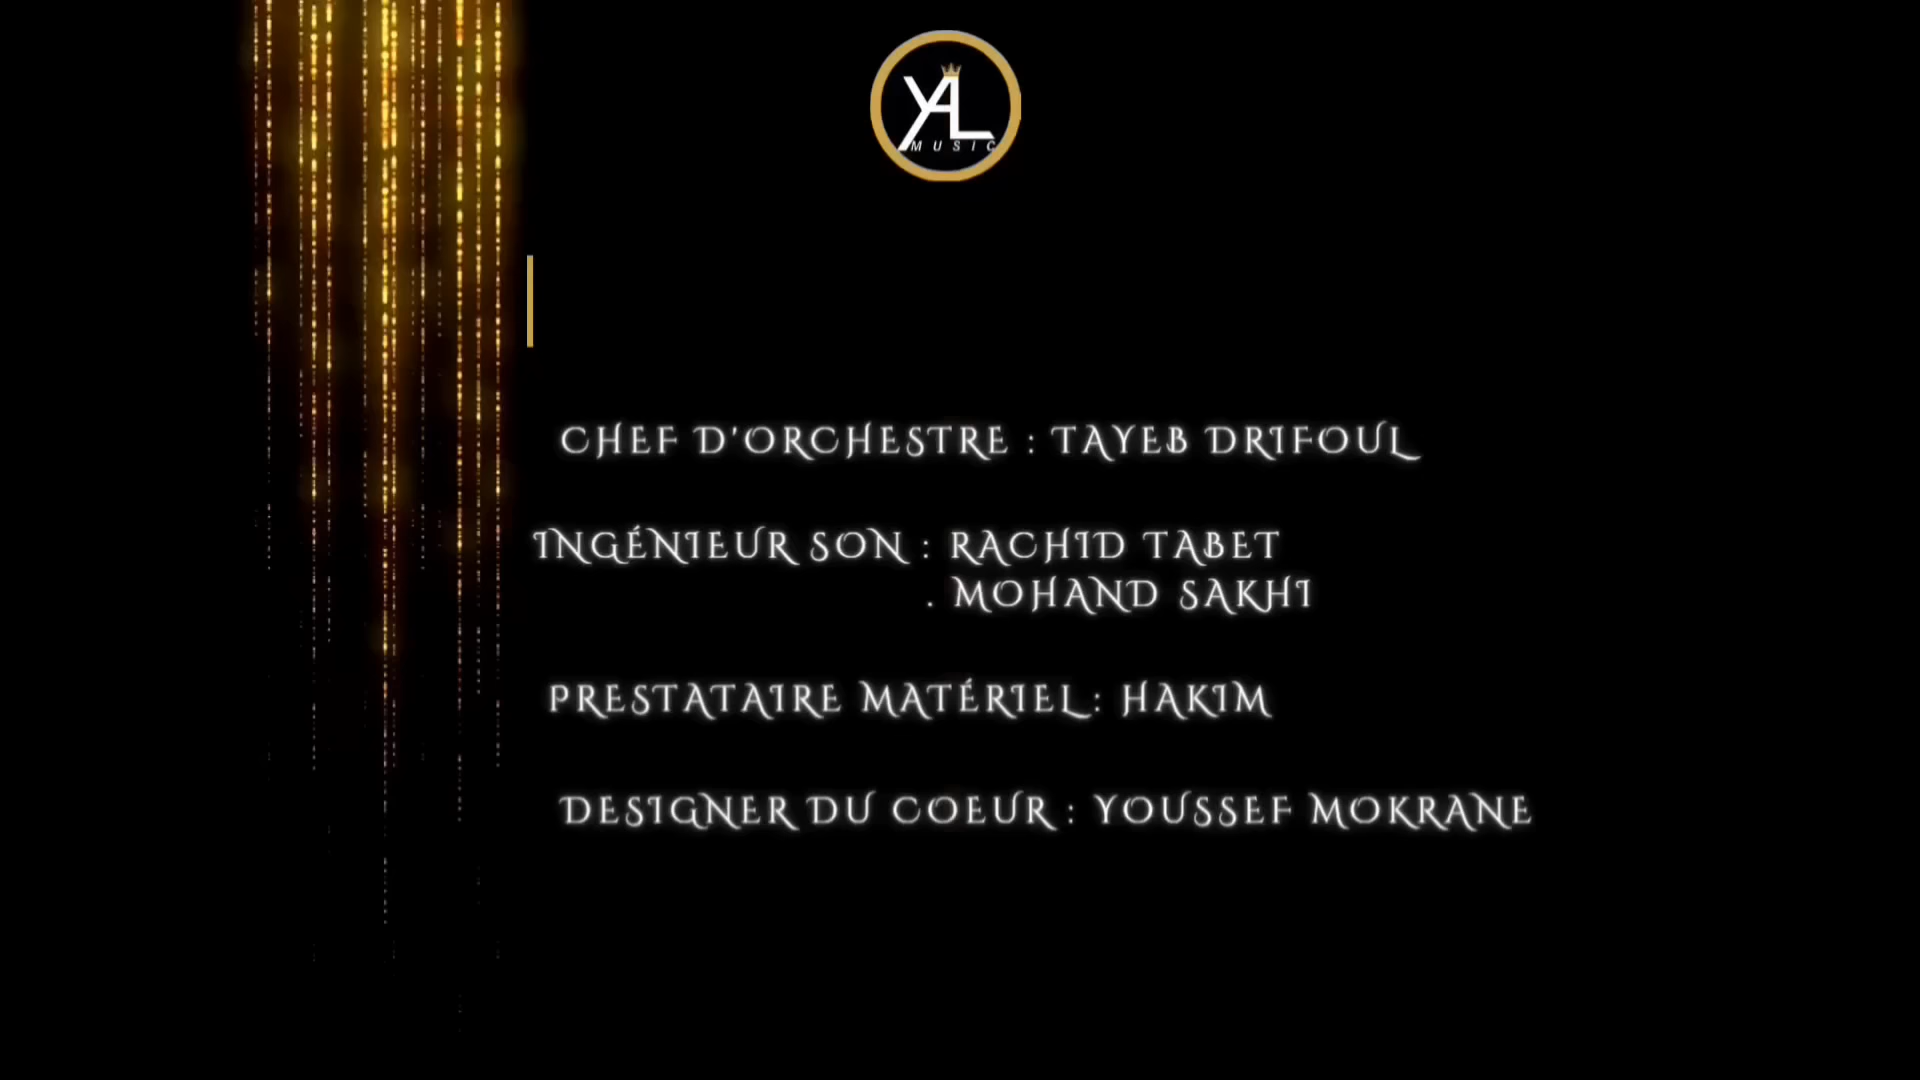 YAL
MUSIC
CHEF D'ORCHESTRE : TAYEB DRIFOUL
INGÉNIEUR SON : RACHID TABET
. MOHAND SAKHI
PRESTATAIRE MATÉRIEL : HAKIM
DESIGNER DU COEUR : YOUSSEF MOKRANE